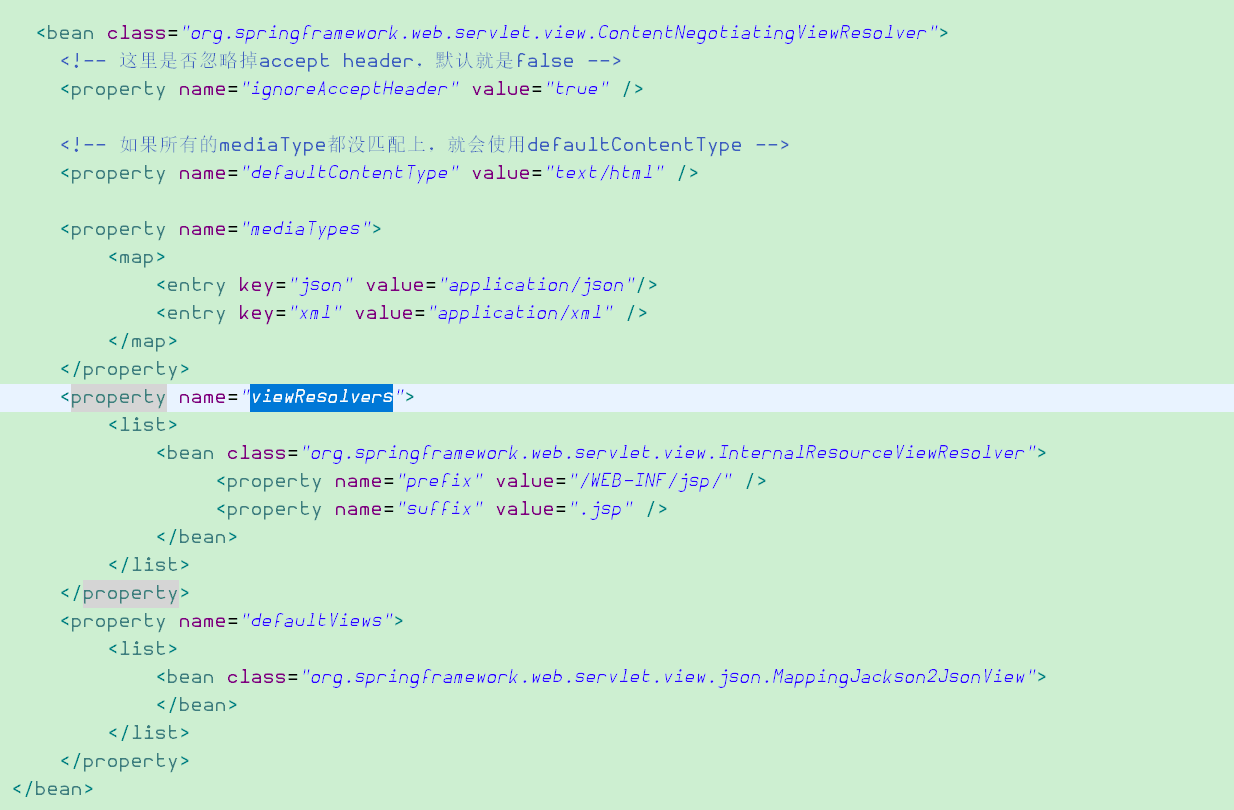 <bean class="org.springframework.web.servlet.view.ContentNegotiatingViewResolver">
<!-- 这里是否忽略掉accept header. 默认就是false -->
<property name="ignoreAcceptHeader" value="true" />
<!-- 如果所有的mediaType都没匹配上. 就会使用defaultContentType -->
<property name="defaultContentType" value="text/html" />
<property name="mediaTypes">
<map>
<entry key="json" value="application/json"/>
<entry key="xml" value="application/xml" />
</map>
</property>
<property name="viewResolvers">
<list>
<bean class="org.springframework.web.servlet.view.InternalResourceViewResolver">
<property name="prefix" value="/WEB-INF/jsp/" />
<property name="suffix" value=".jsp" />
</bean>
</list>
</property>
<property name="defaultViews">
<list>
<bean class="org.springframework.web.servlet.view.json.MappingJackson2JsonView">
</bean>
</list>
</property>
</bean>